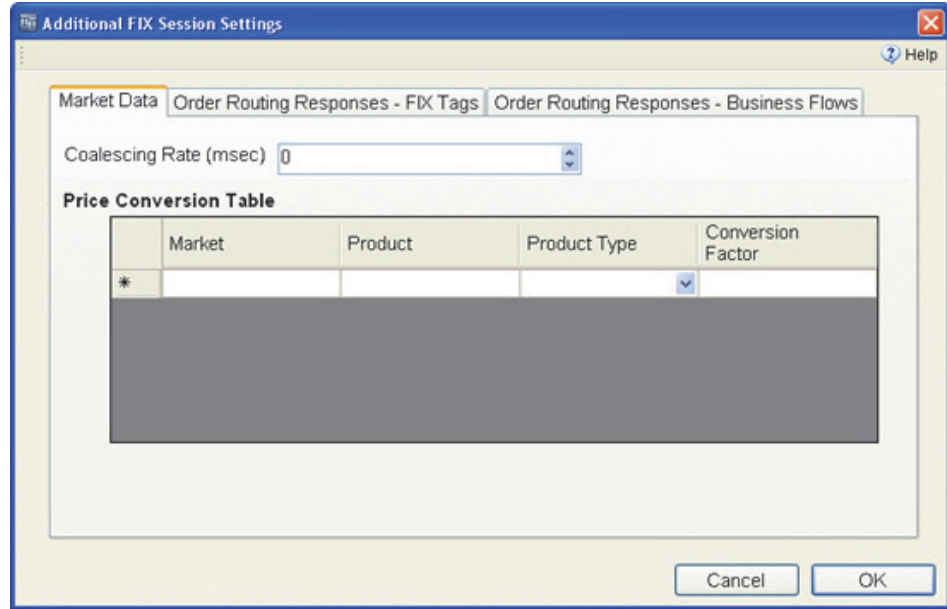 Additional FIX Session Settings
Help
Market Data Order Routing Responses - FIX Tags Order Routing Responses - Business Flows
Coalescing Rate (msec) 0
Price Conversion Table
Market Product Product Type Conversion Factor
*
Cancel OK